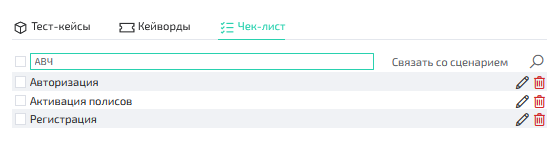 Тест-кейсы Кейворды Чек-лист
АВЧ Связать со сценарием
Авторизация
Активация полисов
Регистрация